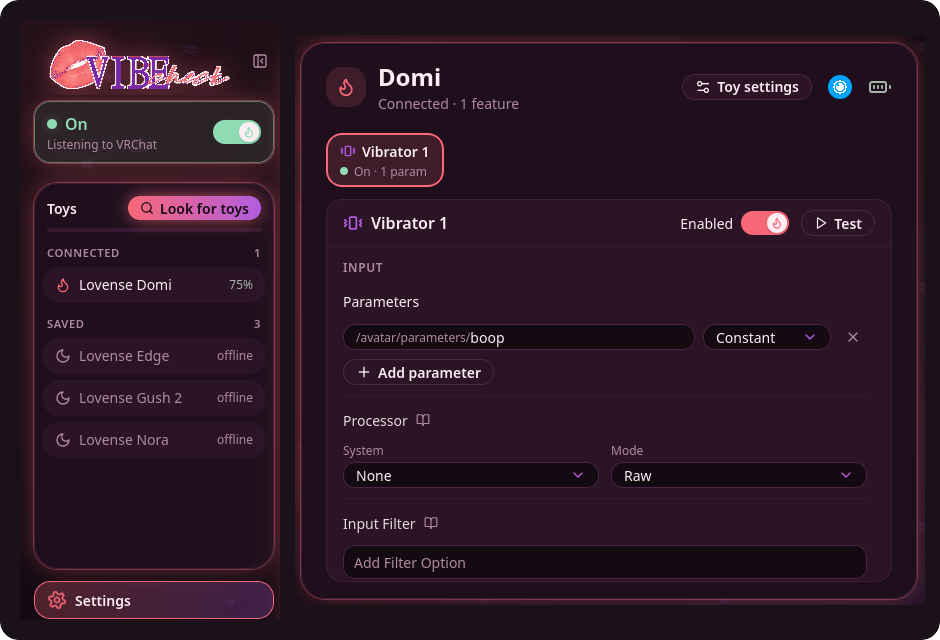 VIBEcheck
On
Listening to VRChat
Toys
Look for toys
CONNECTED 1
Lovense Domi 75%
SAVED 3
Lovense Edge offline
Lovense Gush 2 offline
Lovense Nora offline
Settings
Domi
Connected · 1 feature
Toy settings
Vibrator 1
On · 1 param
Vibrator 1
Enabled
Test
INPUT
Parameters
/avatar/parameters/boop Constant
Add parameter
Processor
System Mode
None Raw
Input Filter
Add Filter Option